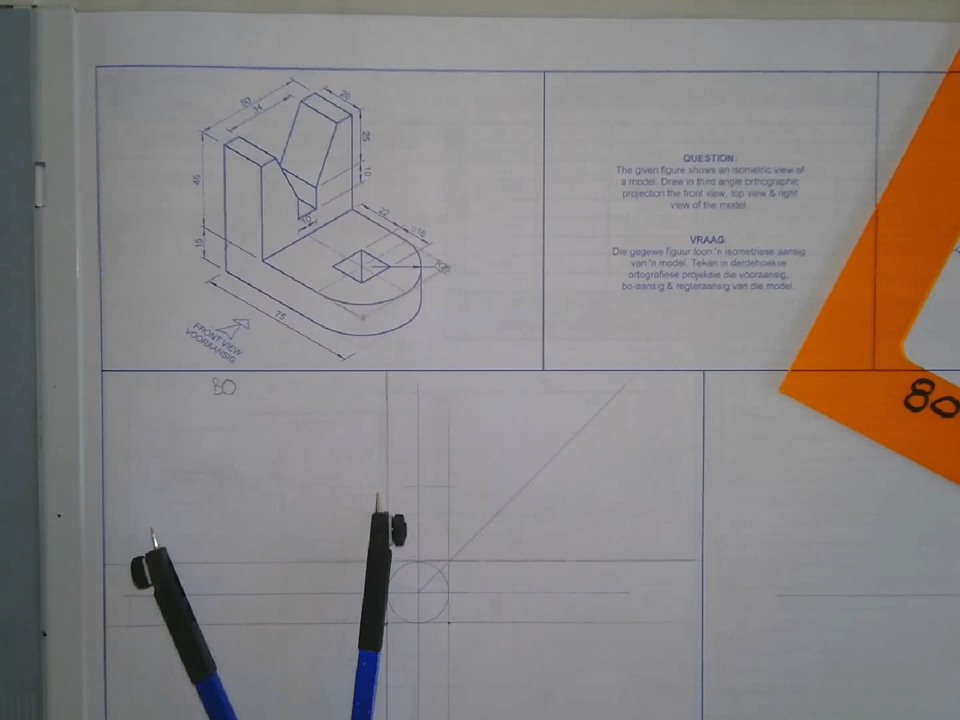 60
34
20
25
10
45
15
10
22
□16
75
FRONT VIEW
VOORAANSIG
QUESTION:
The given figure shows an isometric view of
a model. Draw in third angle orthographic
projection the front view, top view & right
view of the model.
VRAAG:
Die gegewe figuur toon 'n isometriese aansig
van 'n model. Teken in derdehoekse
ortografiese projeksie die vooraansig,
bo-aansig & regteraansig van die model.
80
80